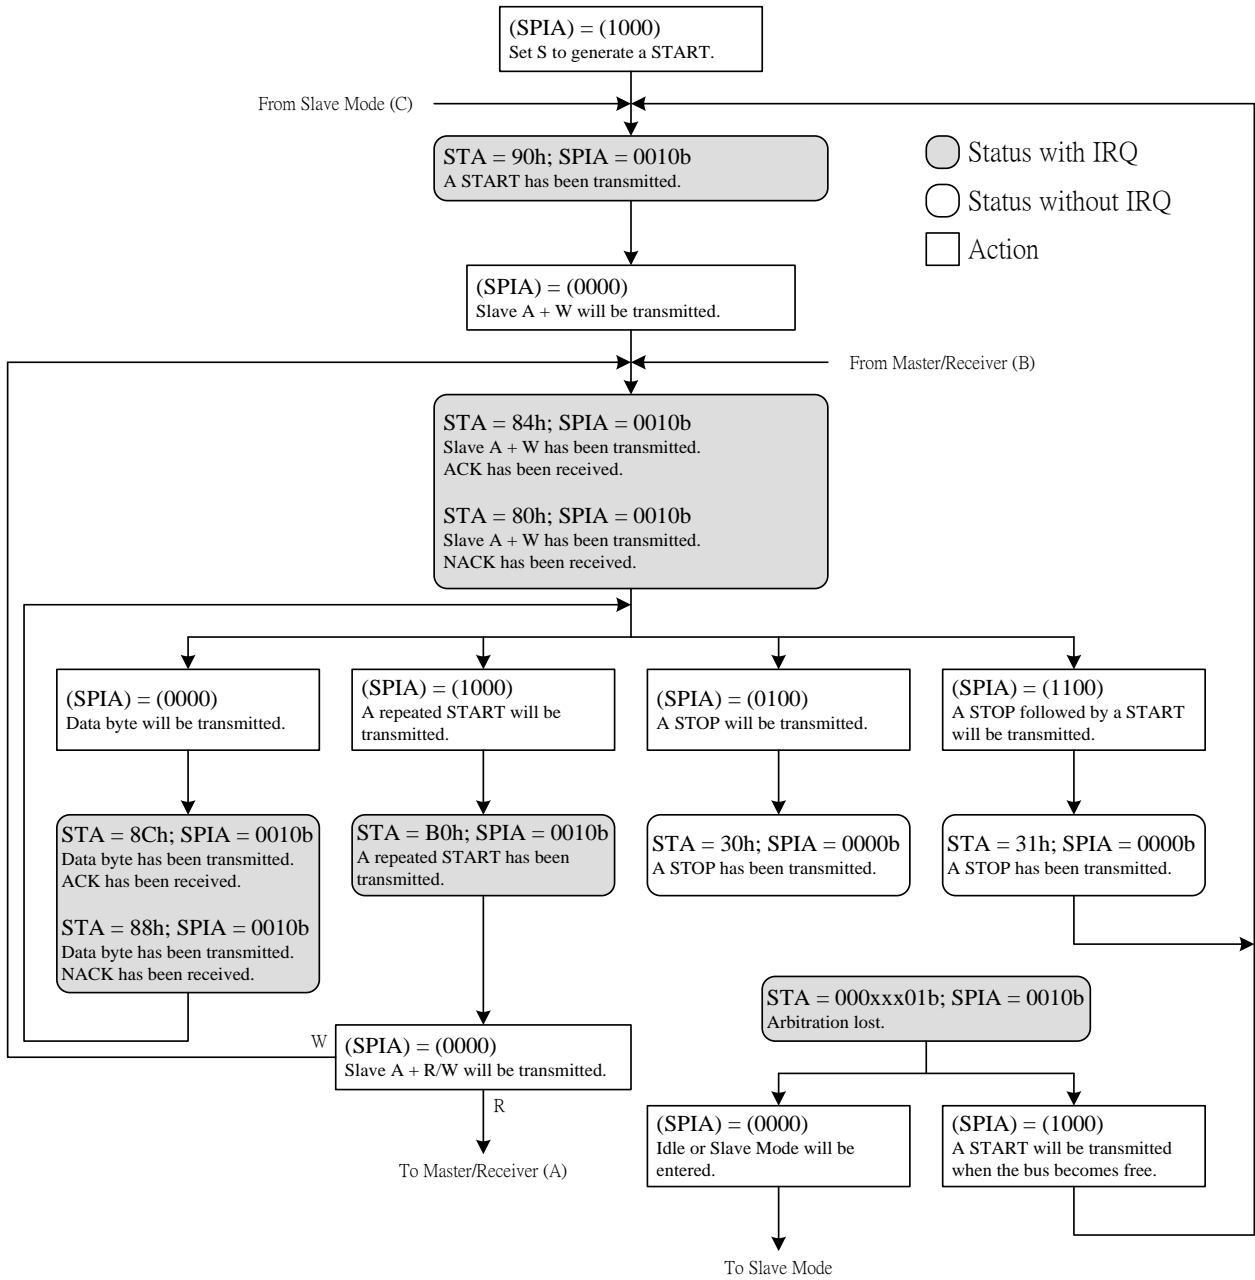 (SPIA) = (1000)
Set S to generate a START.
From Slave Mode (C)
STA = 90h; SPIA = 0010b
A START has been transmitted.
Status with IRQ
Status without IRQ
Action
(SPIA) = (0000)
Slave A + W will be transmitted.
From Master/Receiver (B)
STA = 84h; SPIA = 0010b
Slave A + W has been transmitted.
ACK has been received.
STA = 80h; SPIA = 0010b
Slave A + W has been transmitted.
NACK has been received.
(SPIA) = (0000)
Data byte will be transmitted.
(SPIA) = (1000)
A repeated START will be
transmitted.
(SPIA) = (0100)
A STOP will be transmitted.
(SPIA) = (1100)
A STOP followed by a START
will be transmitted.
STA = 8Ch; SPIA = 0010b
Data byte has been transmitted.
ACK has been received.
STA = 88h; SPIA = 0010b
Data byte has been transmitted.
NACK has been received.
STA = B0h; SPIA = 0010b
A repeated START has been
transmitted.
STA = 30h; SPIA = 0000b
A STOP has been transmitted.
STA = 31h; SPIA = 0000b
A STOP has been transmitted.
STA = 000xxx01b; SPIA = 0010b
Arbitration lost.
W
(SPIA) = (0000)
Slave A + R/W will be transmitted.
R
To Master/Receiver (A)
(SPIA) = (0000)
Idle or Slave Mode will be
entered.
(SPIA) = (1000)
A START will be transmitted
when the bus becomes free.
To Slave Mode